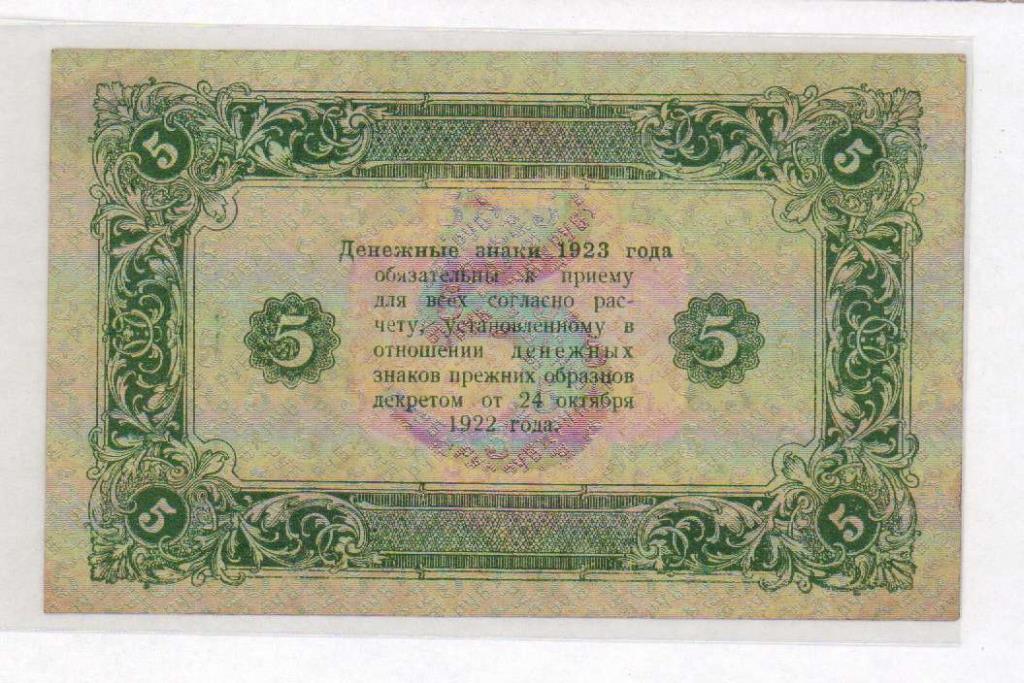 5 5
Денежные знаки 1923 года
обязательны к приему
для всех согласно рас-
чету, установленному в
отношении денежных
знаков прежних образцов
декретом от 24 октября
1922 года.
5 5
5 5